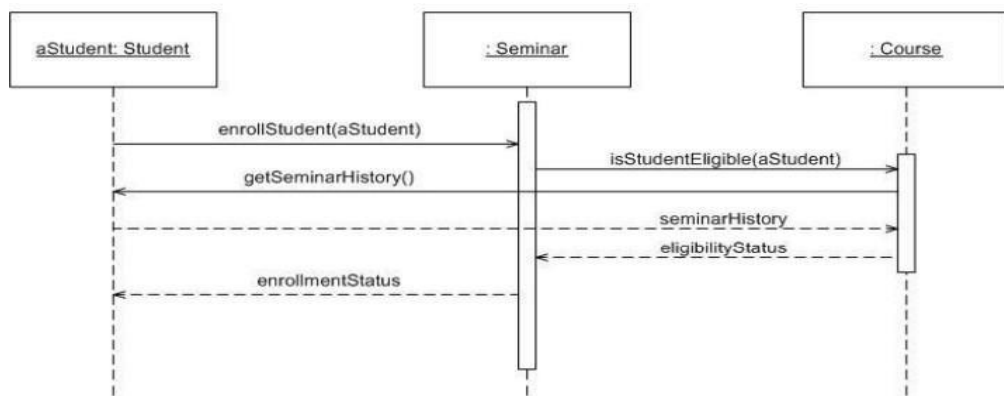 aStudent: Student
: Seminar
: Course
enrollStudent(aStudent)
isStudentEligible(aStudent)
getSeminarHistory()
seminarHistory
eligibilityStatus
enrollmentStatus